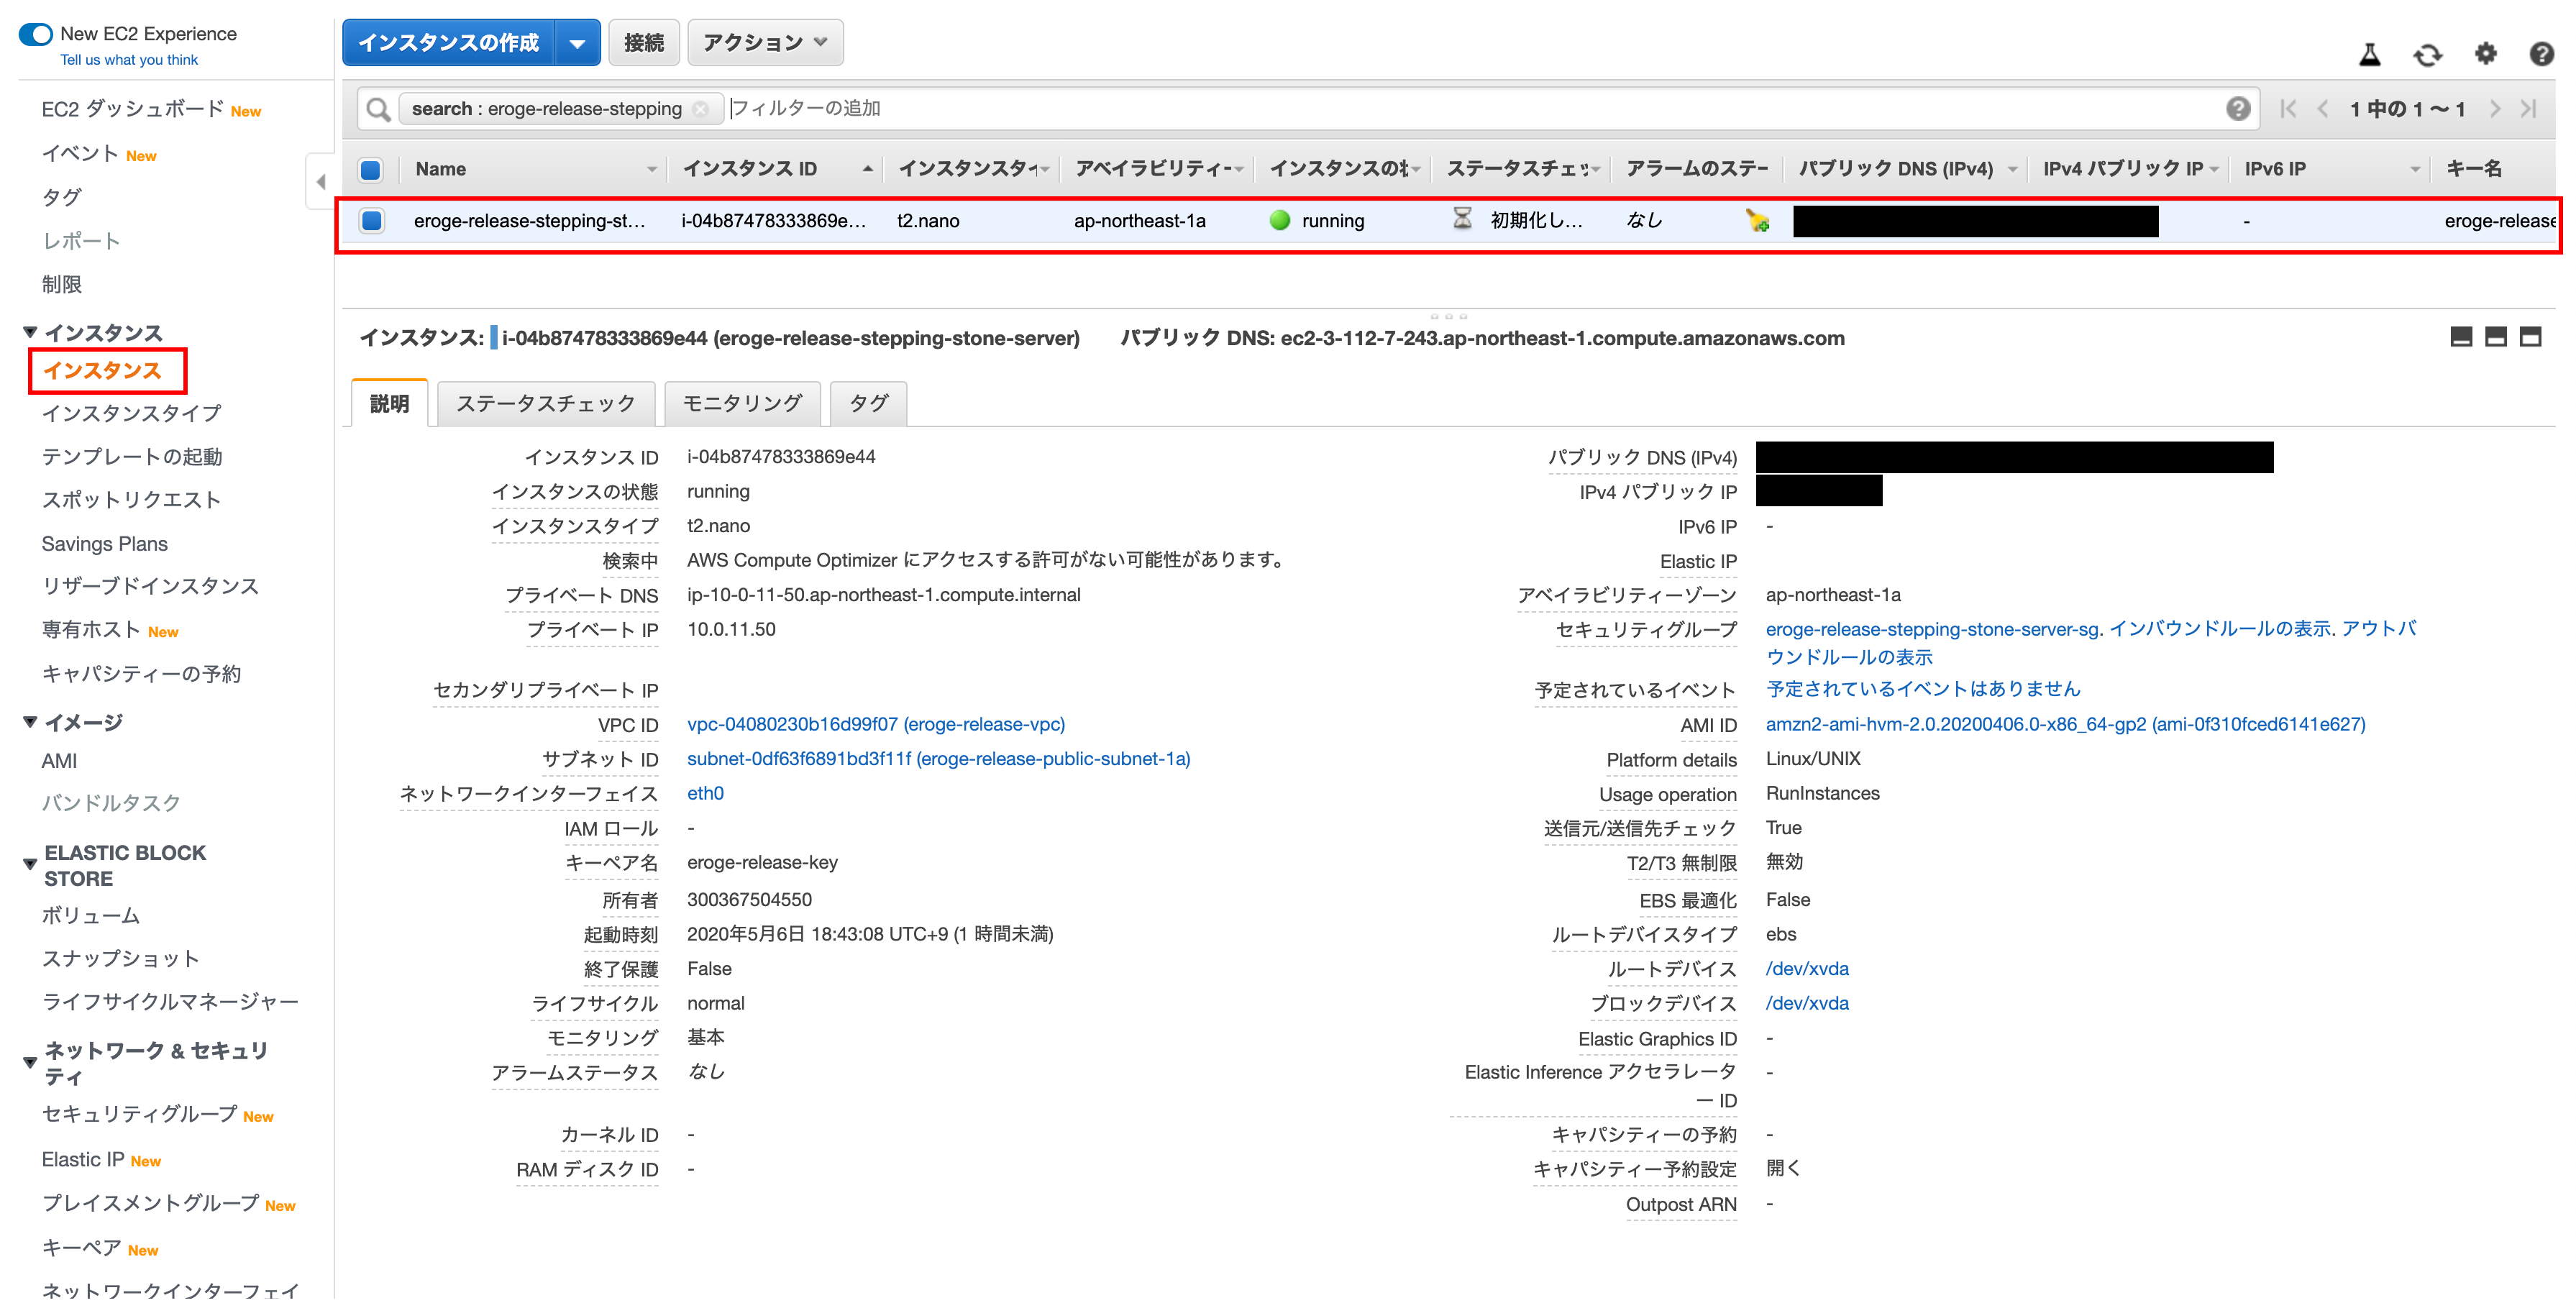 New EC2 Experience
Tell us what you think
EC2 ダッシュボード New
イベント New
タグ
レポート
制限
インスタンス
インスタンス
インスタンスタイプ
テンプレートの起動
スポットリクエスト
Savings Plans
リザーブドインスタンス
専有ホスト New
キャパシティーの予約
イメージ
AMI
バンドルタスク
ELASTIC BLOCK
STORE
ボリューム
スナップショット
ライフサイクルマネージャー
ネットワーク & セキュリ
ティ
セキュリティグループ New
Elastic IP New
プレイスメントグループ New
キーペア New
ネットワークインターフェイ
インスタンスの作成 接続 アクション
search : eroge-release-stepping フィルターの追加 1 中の 1 ～ 1
Name インスタンス ID インスタンスタイ アベイラビリティー インスタンスの状 ステータスチェッ アラームのステー パブリック DNS (IPv4) IPv4 パブリック IP IPv6 IP キー名
eroge-release-stepping-st... i-04b87478333869e... t2.nano ap-northeast-1a running 初期化し... なし - eroge-release
インスタンス: i-04b87478333869e44 (eroge-release-stepping-stone-server) パブリック DNS: ec2-3-112-7-243.ap-northeast-1.compute.amazonaws.com
説明 ステータスチェック モニタリング タグ
インスタンス ID i-04b87478333869e44
インスタンスの状態 running
インスタンスタイプ t2.nano
検索中 AWS Compute Optimizer にアクセスする許可がない可能性があります。
プライベート DNS ip-10-0-11-50.ap-northeast-1.compute.internal
プライベート IP 10.0.11.50
セカンダリプライベート IP
VPC ID vpc-04080230b16d99f07 (eroge-release-vpc)
サブネット ID subnet-0df63f6891bd3f11f (eroge-release-public-subnet-1a)
ネットワークインターフェイス eth0
IAM ロール -
キーペア名 eroge-release-key
所有者 300367504550
起動時刻 2020年5月6日 18:43:08 UTC+9 (1 時間未満)
終了保護 False
ライフサイクル normal
モニタリング 基本
アラームステータス なし
カーネル ID -
RAM ディスク ID -
パブリック DNS (IPv4)
IPv4 パブリック IP
IPv6 IP -
Elastic IP
アベイラビリティーゾーン ap-northeast-1a
セキュリティグループ eroge-release-stepping-stone-server-sg. インバウンドルールの表示. アウトバ
ウンドルールの表示
予定されているイベント 予定されているイベントはありません
AMI ID amzn2-ami-hvm-2.0.20200406.0-x86_64-gp2 (ami-0f310fced6141e627)
Platform details Linux/UNIX
Usage operation RunInstances
送信元/送信先チェック True
T2/T3 無制限 無効
EBS 最適化 False
ルートデバイスタイプ ebs
ルートデバイス /dev/xvda
ブロックデバイス /dev/xvda
Elastic Graphics ID -
Elastic Inference アクセラレータ -
ー ID
キャパシティーの予約 -
キャパシティー予約設定 開く
Outpost ARN -